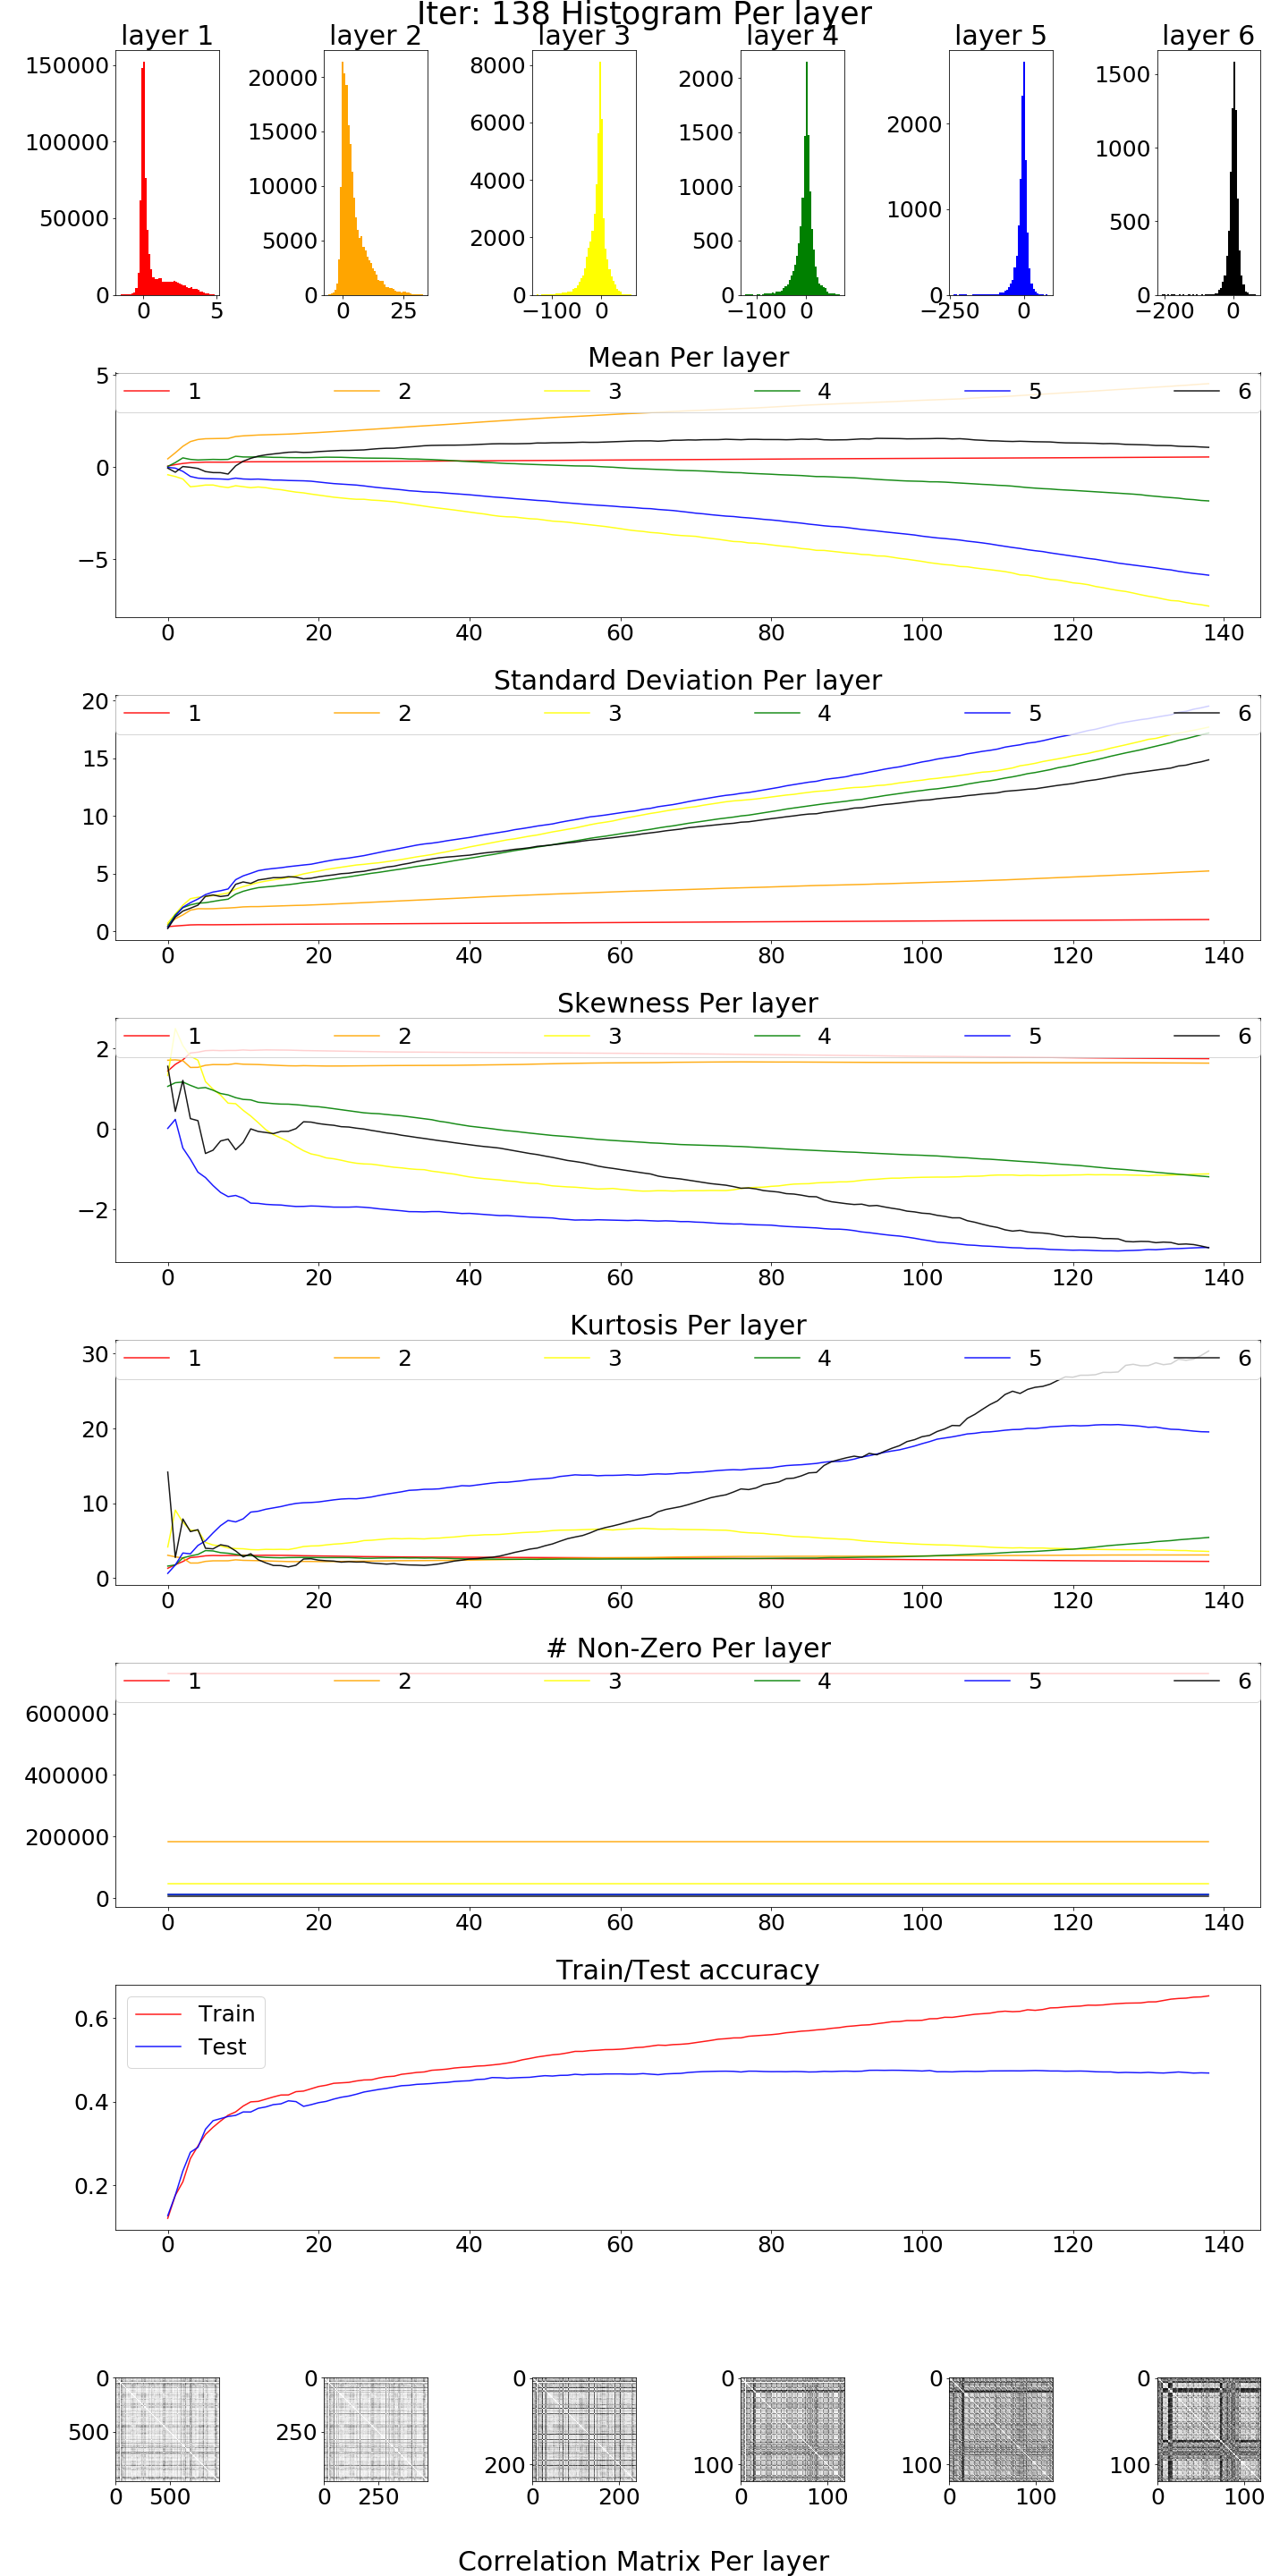 Iter: 138 Histogram Per layer
layer 1 layer 2 layer 3 layer 4 layer 5 layer 6
150000 100000 50000 0
0 5
20000 15000 10000 5000 0
0 25
8000 6000 4000 2000 0
−100 0
2000 1500 1000 500 0
−100 0
2000 1000 0
−250 0
1500 1000 500 0
−200 0
Mean Per layer
1 2 3 4 5 6
5
0
−5
0 20 40 60 80 100 120 140
Standard Deviation Per layer
1 2 3 4 5 6
20
15
10
5
0
0 20 40 60 80 100 120 140
Skewness Per layer
1 2 3 4 5 6
2
0
−2
0 20 40 60 80 100 120 140
Kurtosis Per layer
1 2 3 4 5 6
30
20
10
0
0 20 40 60 80 100 120 140
# Non-Zero Per layer
1 2 3 4 5 6
600000
400000
200000
0
0 20 40 60 80 100 120 140
Train/Test accuracy
Train
Test
0.6
0.4
0.2
0 20 40 60 80 100 120 140
0 500
0 500
0 250
0 250
0 200
0 200
0 100
0 100
0 100
0 100
0 100
0 100
Correlation Matrix Per layer